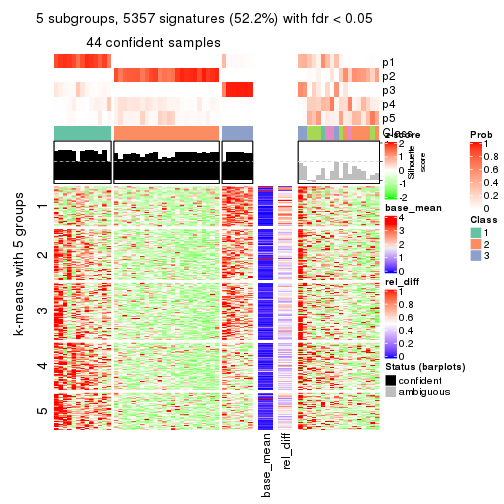 5 subgroups, 5357 signatures (52.2%) with fdr < 0.05
44 confident samples
p1
p2
p3
p4
p5
Class
z-score
2
1
0
-1
-2
Silhouette
score
Prob
1
0.8
0.6
0.4
0.2
0
Class
1
2
3
base_mean
4
3
2
1
0
rel_diff
1
0.8
0.6
0.4
0.2
0
Status (barplots)
confident
ambiguous
k-means with 5 groups
1
2
3
4
5
base_mean
rel_diff